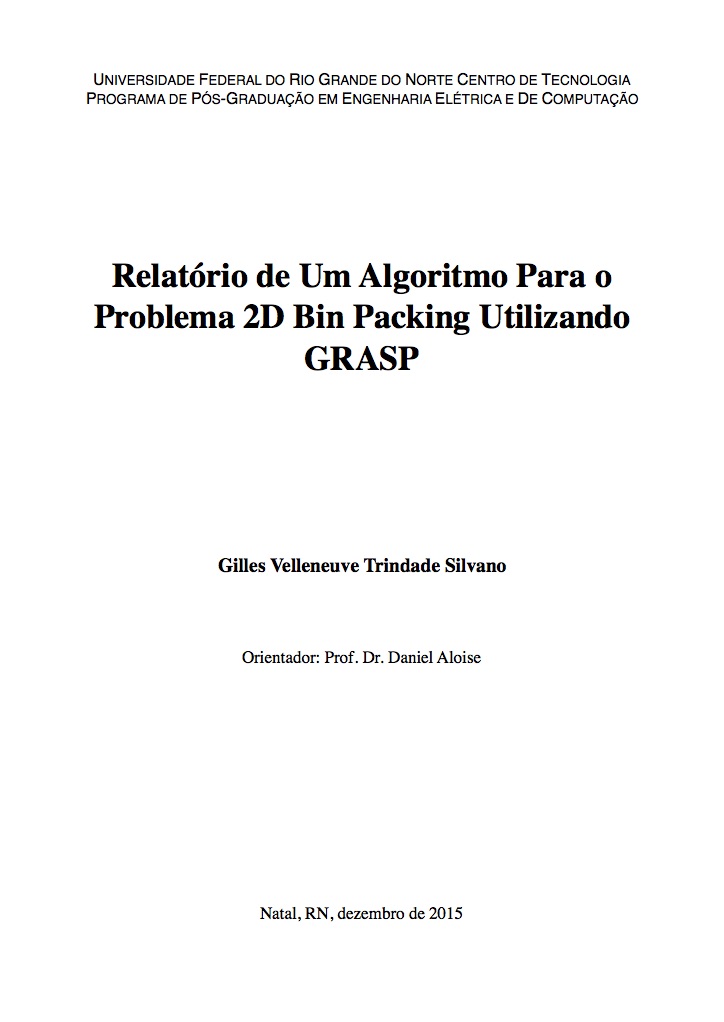 UNIVERSIDADE FEDERAL DO RIO GRANDE DO NORTE CENTRO DE TECNOLOGIA
PROGRAMA DE PÓS-GRADUAÇÃO EM ENGENHARIA ELÉTRICA E DE COMPUTAÇÃO
Relatório de Um Algoritmo Para o
Problema 2D Bin Packing Utilizando
GRASP
Gilles Velleneuve Trindade Silvano
Orientador: Prof. Dr. Daniel Aloise
Natal, RN, dezembro de 2015